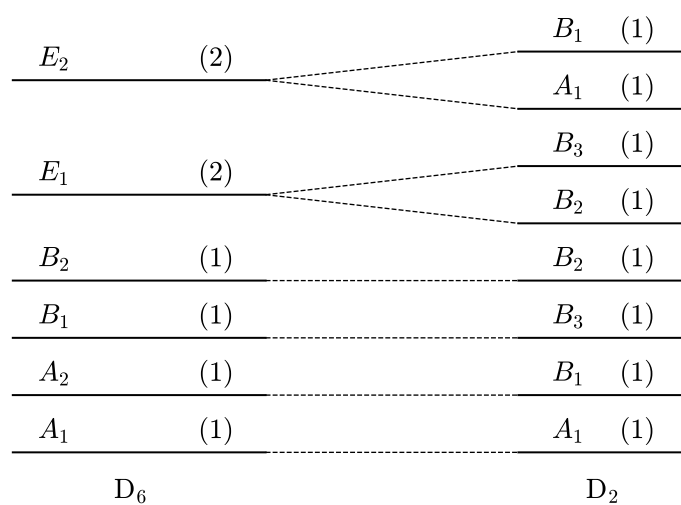 B₁ (1)
E₂ (2)
A₁ (1)
B₃ (1)
E₁ (2)
B₂ (1)
B₂ (1) B₂ (1)
B₁ (1) B₃ (1)
A₂ (1) B₁ (1)
A₁ (1) A₁ (1)
D₆ D₂